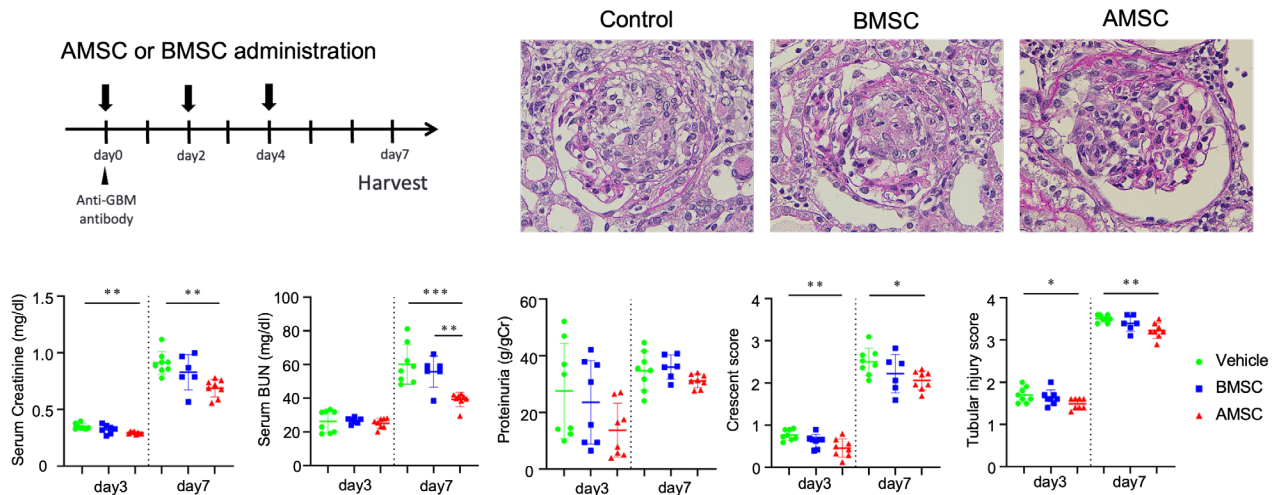 AMSC or BMSC administration
day0
day2
day4
day7
Anti-GBM
antibody
Harvest
Control
BMSC
AMSC
Serum Creatinine (mg/dl)
1.5
1.0
0.5
0
**
**
day3
day7
Serum BUN (mg/dl)
100
80
60
40
20
0
***
**
day3
day7
Proteinuria (g/gCr)
60
40
20
0
day3
day7
Crescent score
4
3
2
1
0
**
*
day3
day7
Tubular injury score
4
3
2
1
0
*
**
day3
day7
Vehicle
BMSC
AMSC